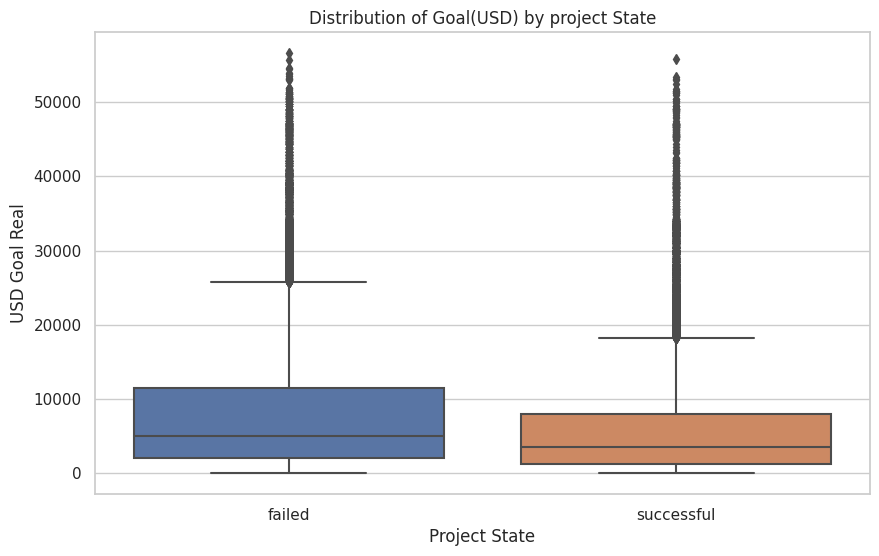 Distribution of Goal(USD) by project State
USD Goal Real
50000
40000
30000
20000
10000
0
failed
successful
Project State